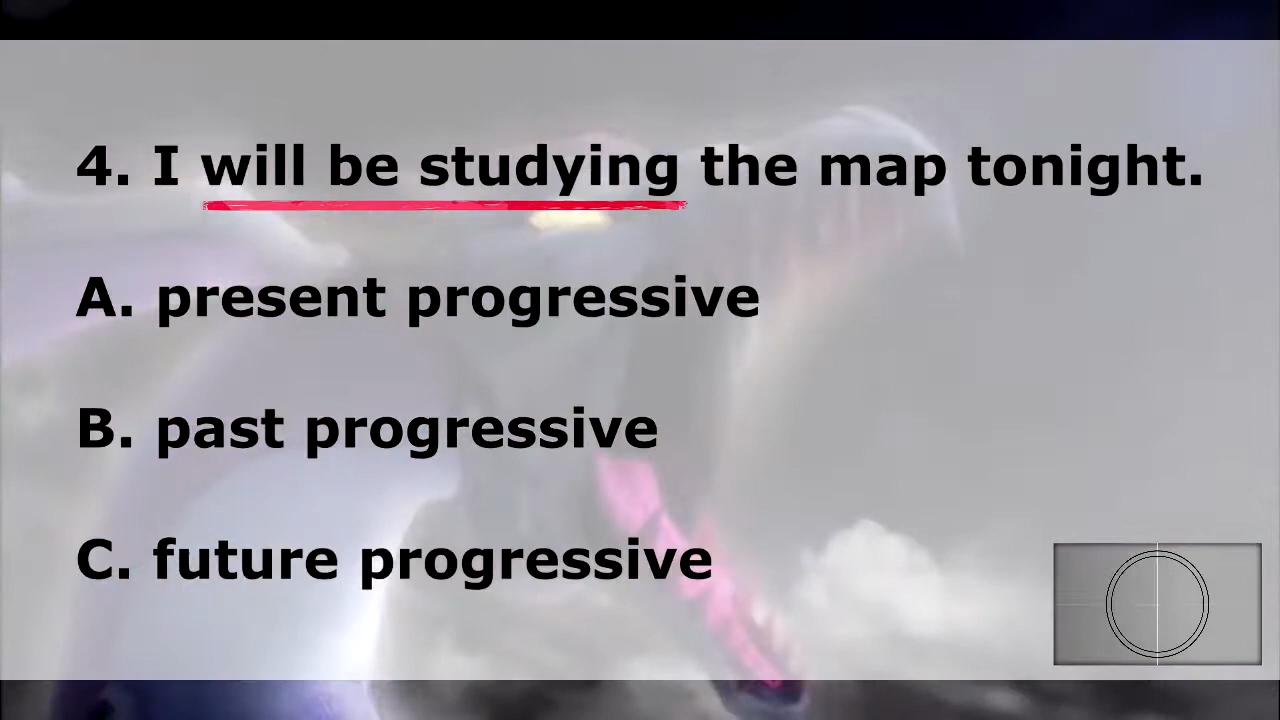 4. I will be studying the map tonight.
A. present progressive
B. past progressive
C. future progressive